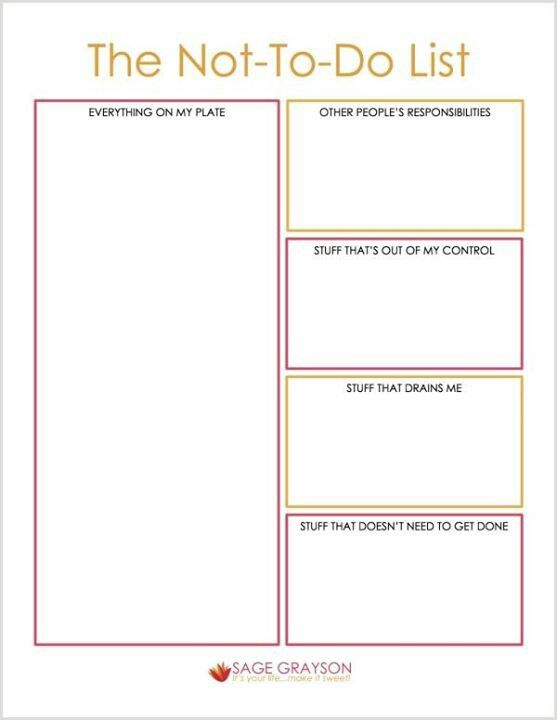 The Not-To-Do List
EVERYTHING ON MY PLATE
OTHER PEOPLE'S RESPONSIBILITIES
STUFF THAT'S OUT OF MY CONTROL
STUFF THAT DRAINS ME
STUFF THAT DOESN'T NEED TO GET DONE
SAGE GRAYSON
It's your life...make it sweet!